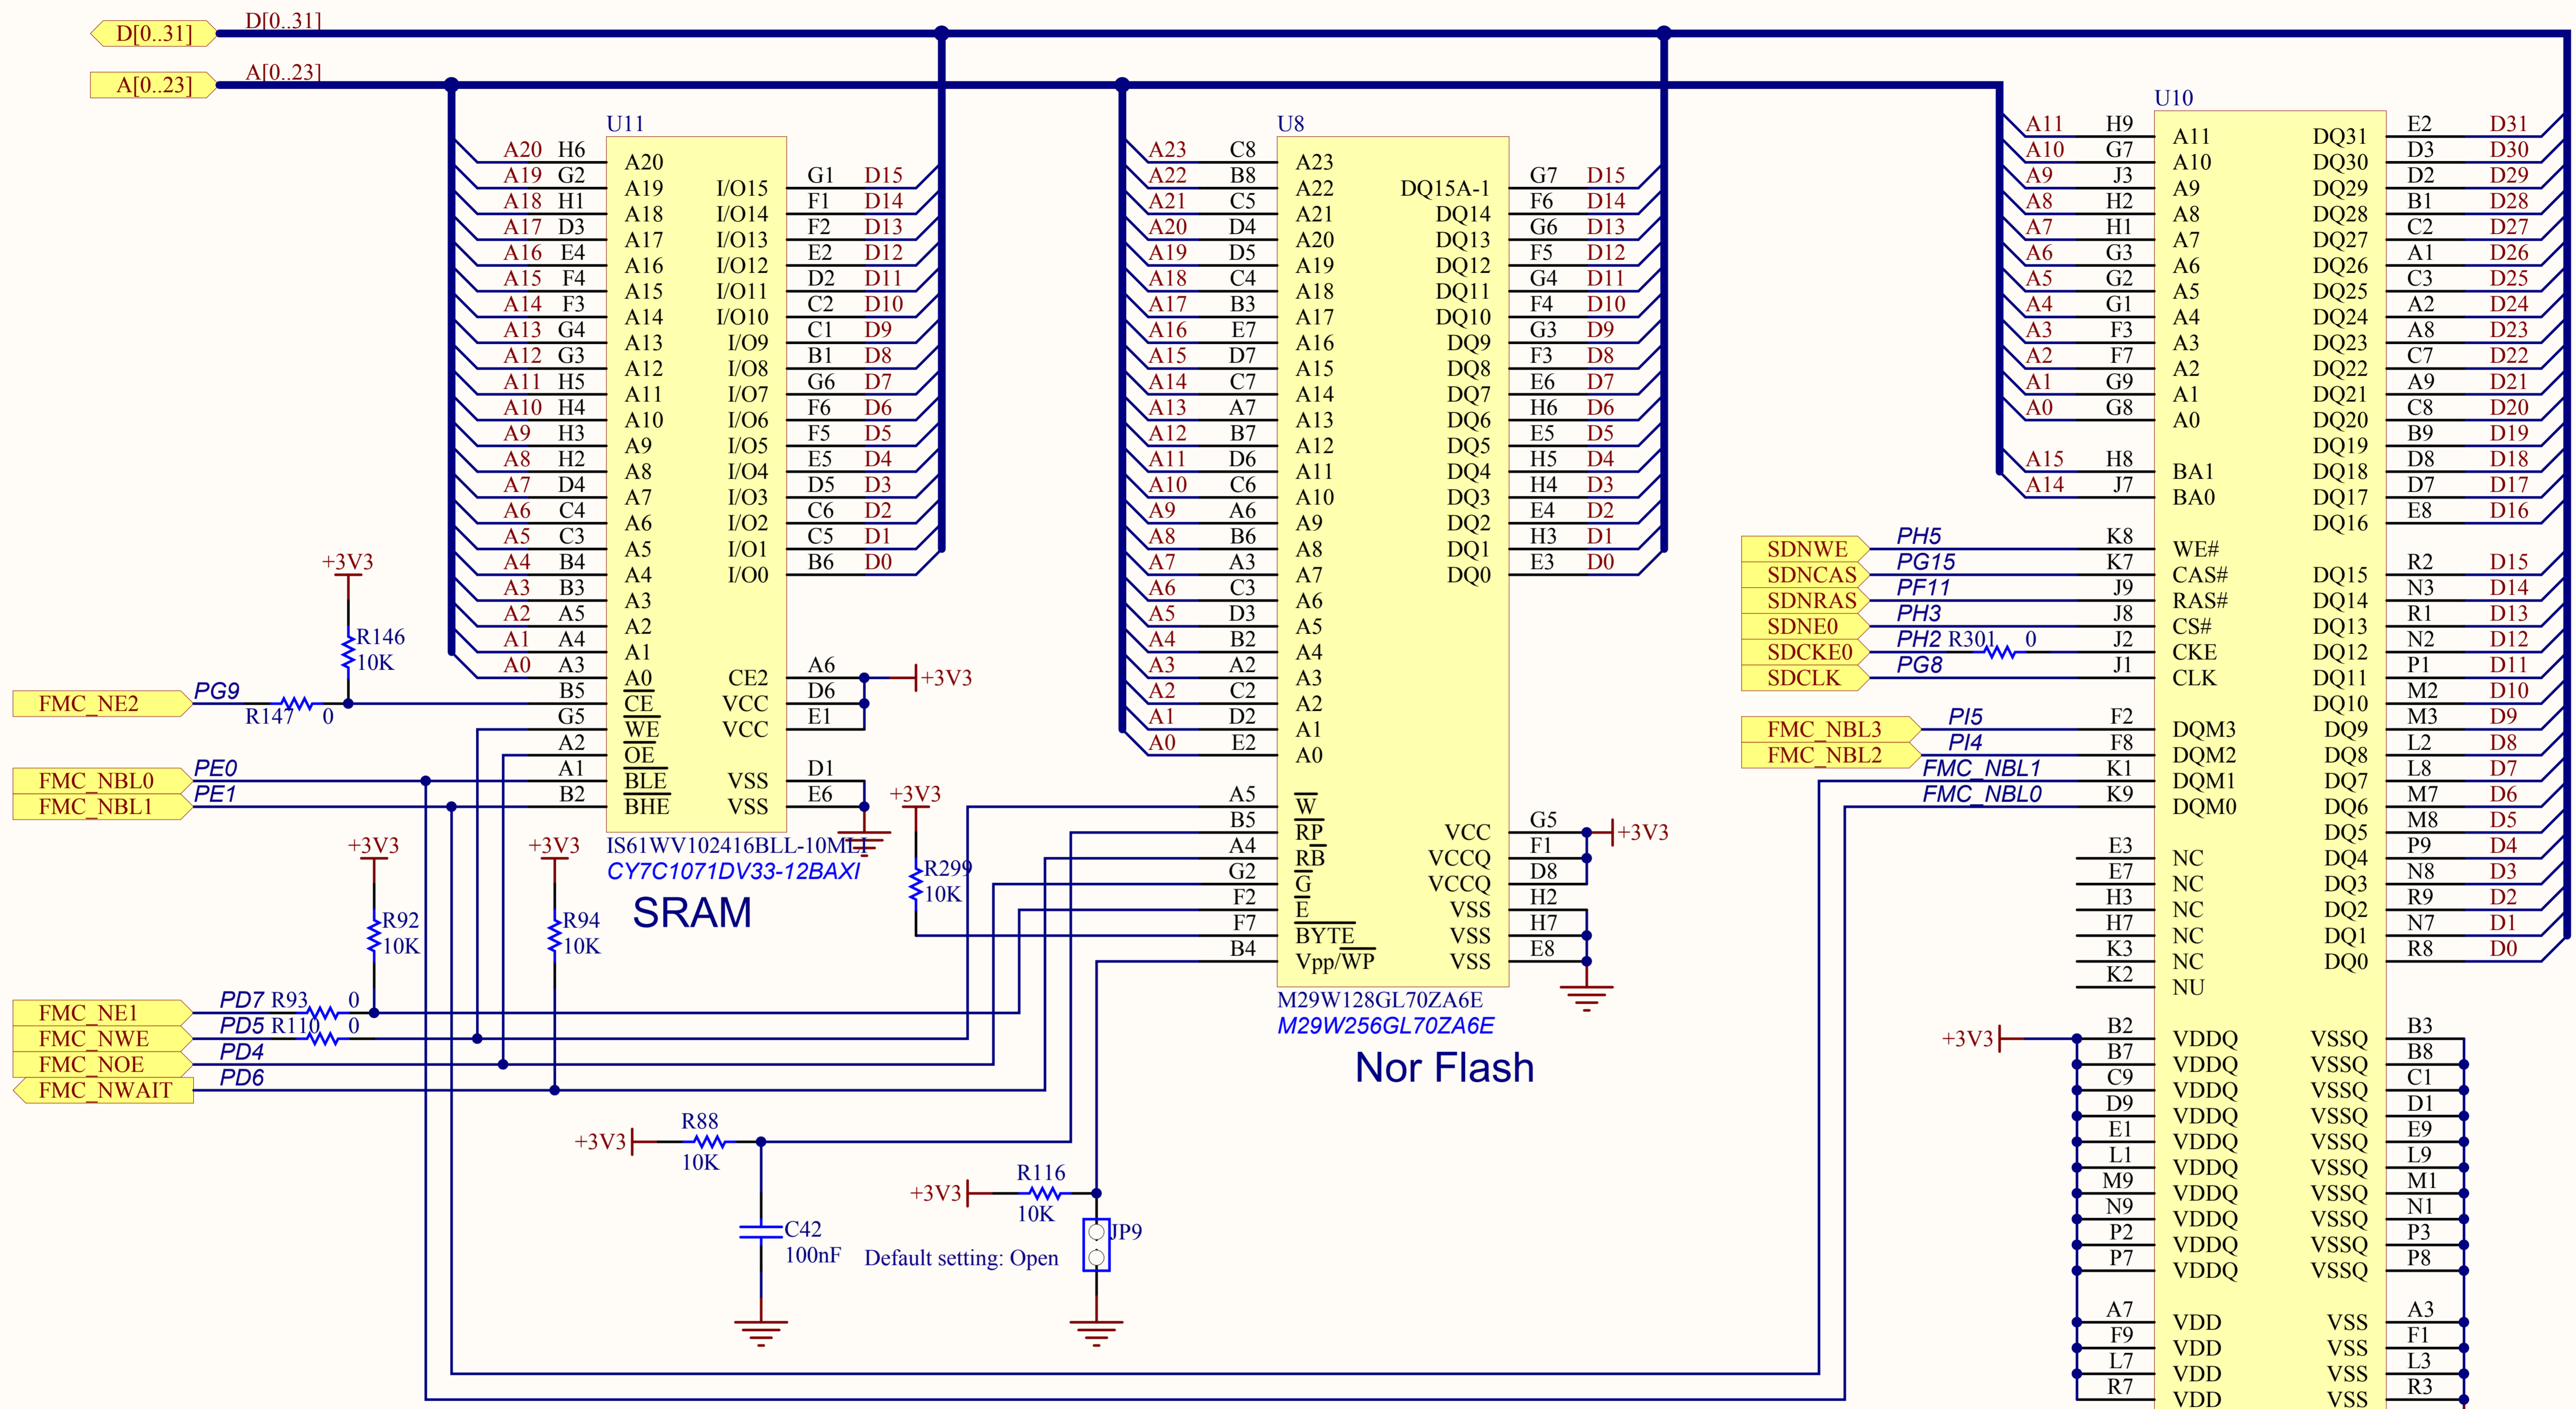 D[0..31] D[0..31]
A[0..23] A[0..23]
U11
A20 H6 A20
A19 G2 A19 I/O15 G1 D15
A18 H1 A18 I/O14 F1 D14
A17 D3 A17 I/O13 F2 D13
A16 E4 A16 I/O12 E2 D12
A15 F4 A15 I/O11 D2 D11
A14 F3 A14 I/O10 C2 D10
A13 G4 A13 I/O9 C1 D9
A12 G3 A12 I/O8 B1 D8
A11 H5 A11 I/O7 G6 D7
A10 H4 A10 I/O6 F6 D6
A9 H3 A9 I/O5 F5 D5
A8 H2 A8 I/O4 E5 D4
A7 D4 A7 I/O3 D5 D3
A6 C4 A6 I/O2 C6 D2
A5 C3 A5 I/O1 C5 D1
A4 B4 A4 I/O0 B6 D0
A3 B3 A3
A2 A5 A2
A1 A4 A1
A0 A3 A0 CE2 A6 +3V3
B5 CE VCC D6
G5 WE VCC E1
A2 OE
A1 BLE VSS D1
B2 BHE VSS E6
IS61WV102416BLL-10MLI
CY7C1071DV33-12BAXI
SRAM
+3V3
R146
10K
FMC_NE2 PG9
R147 0
FMC_NBL0 PE0
FMC_NBL1 PE1
+3V3
R92
10K
+3V3
R94
10K
+3V3
R299
10K
FMC_NE1 PD7 R93 0
FMC_NWE PD5 R110 0
FMC_NOE PD4
FMC_NWAIT PD6
+3V3 R88
10K
C42
100nF
+3V3 R116
10K
JP9
Default setting: Open
U8
A23 C8 A23
A22 B8 A22 DQ15A-1 G7 D15
A21 C5 A21 DQ14 F6 D14
A20 D4 A20 DQ13 G6 D13
A19 D5 A19 DQ12 F5 D12
A18 C4 A18 DQ11 G4 D11
A17 B3 A17 DQ10 F4 D10
A16 E7 A16 DQ9 G3 D9
A15 D7 A15 DQ8 F3 D8
A14 C7 A14 DQ7 E6 D7
A13 A7 A13 DQ6 H6 D6
A12 B7 A12 DQ5 E5 D5
A11 D6 A11 DQ4 H5 D4
A10 C6 A10 DQ3 H4 D3
A9 A6 A9 DQ2 E4 D2
A8 B6 A8 DQ1 H3 D1
A7 A3 A7 DQ0 E3 D0
A6 C3 A6
A5 D3 A5
A4 B2 A4
A3 A2 A3
A2 C2 A2
A1 D2 A1
A0 E2 A0
A5 W
B5 RP VCC G5 +3V3
A4 RB VCCQ F1
G2 G VCCQ D8
F2 E VSS H2
F7 BYTE VSS H7
B4 Vpp/WP VSS E8
M29W128GL70ZA6E
M29W256GL70ZA6E
Nor Flash
U10
A11 H9 A11 DQ31 E2 D31
A10 G7 A10 DQ30 D3 D30
A9 J3 A9 DQ29 D2 D29
A8 H2 A8 DQ28 B1 D28
A7 H1 A7 DQ27 C2 D27
A6 G3 A6 DQ26 A1 D26
A5 G2 A5 DQ25 C3 D25
A4 G1 A4 DQ24 A2 D24
A3 F3 A3 DQ23 A8 D23
A2 F7 A2 DQ22 C7 D22
A1 G9 A1 DQ21 A9 D21
A0 G8 A0 DQ20 C8 D20
DQ19 B9 D19
A15 H8 BA1 DQ18 D8 D18
A14 J7 BA0 DQ17 D7 D17
DQ16 E8 D16
SDNWE PH5 K8 WE#
SDNCAS PG15 K7 CAS# DQ15 R2 D15
SDNRAS PF11 J9 RAS# DQ14 N3 D14
SDNE0 PH3 J8 CS# DQ13 R1 D13
SDCKE0 PH2 R301 0 J2 CKE DQ12 N2 D12
SDCLK PG8 J1 CLK DQ11 P1 D11
DQ10 M2 D10
FMC_NBL3 PI5 F2 DQM3 DQ9 M3 D9
FMC_NBL2 PI4 F8 DQM2 DQ8 L2 D8
FMC_NBL1 K1 DQM1 DQ7 L8 D7
FMC_NBL0 K9 DQM0 DQ6 M7 D6
DQ5 M8 D5
E3 NC DQ4 P9 D4
E7 NC DQ3 N8 D3
H3 NC DQ2 R9 D2
H7 NC DQ1 N7 D1
K3 NC DQ0 R8 D0
K2 NU
+3V3 B2 VDDQ VSSQ B3
B7 VDDQ VSSQ B8
C9 VDDQ VSSQ C1
D9 VDDQ VSSQ D1
E1 VDDQ VSSQ E9
L1 VDDQ VSSQ L9
M9 VDDQ VSSQ M1
N9 VDDQ VSSQ N1
P2 VDDQ VSSQ P3
P7 VDDQ VSSQ P8
A7 VDD VSS A3
F9 VDD VSS F1
L7 VDD VSS L3
R7 VDD VSS R3